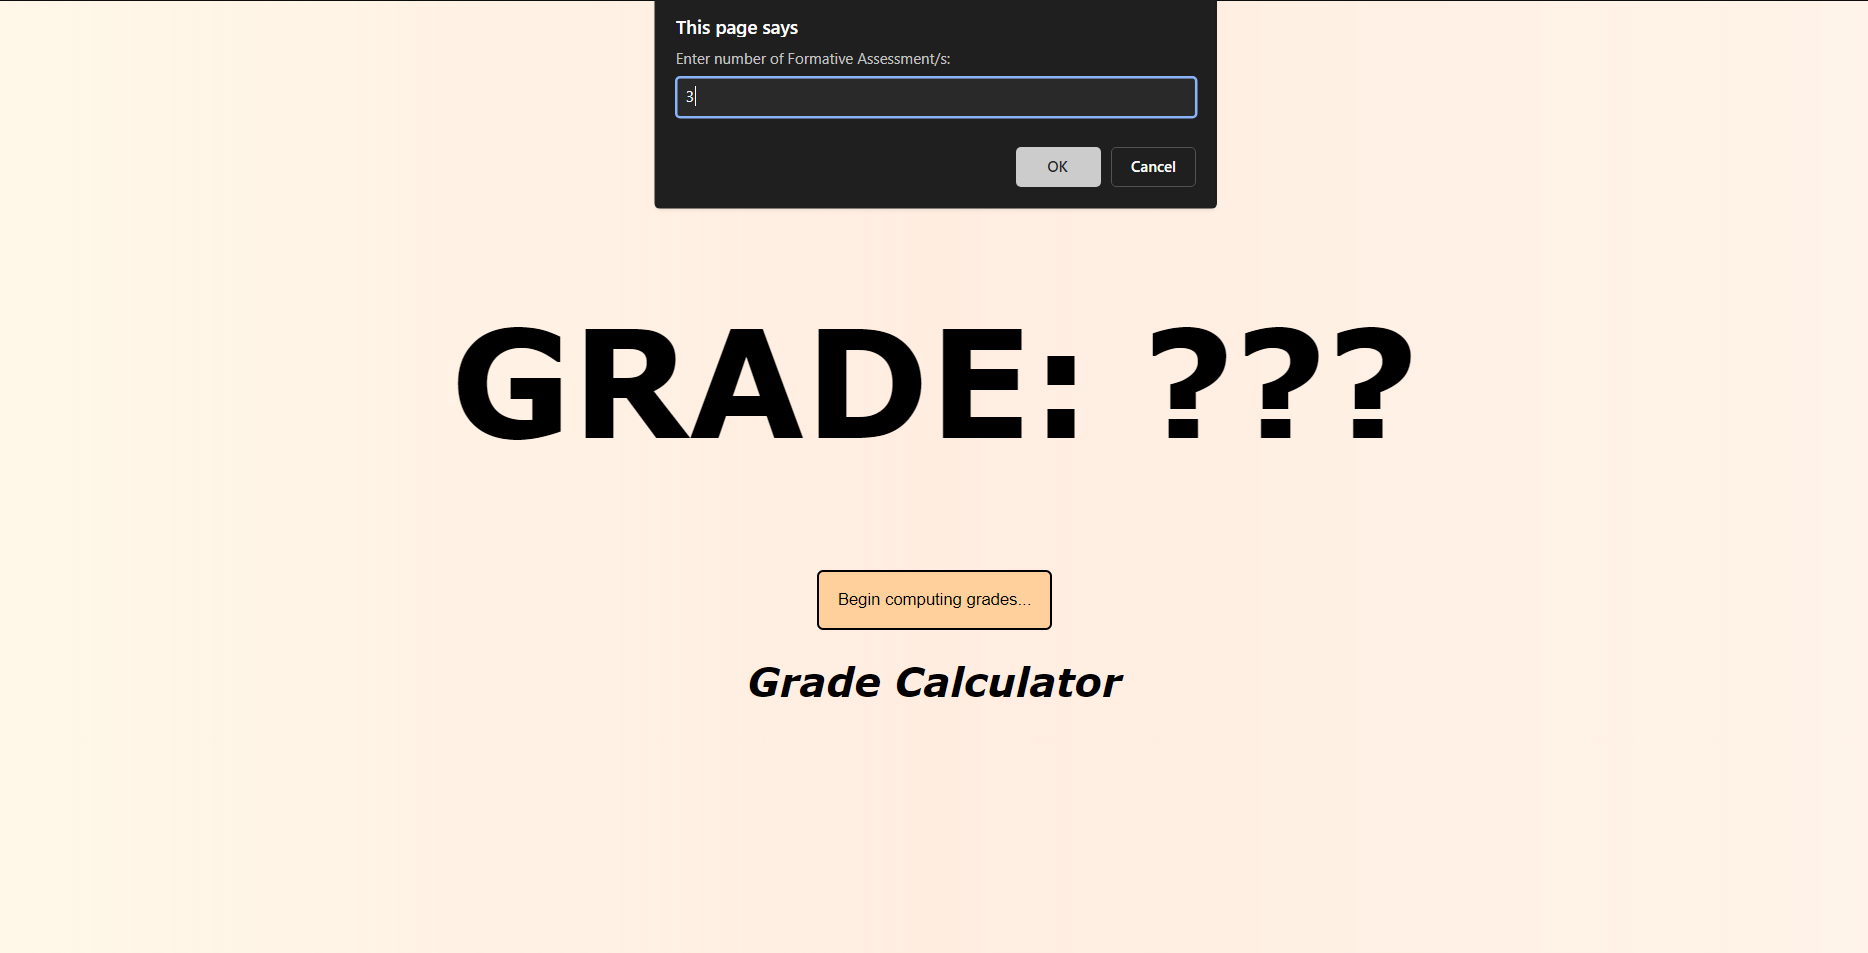 This page says
Enter number of Formative Assessment/s:
3
OK Cancel
GRADE: ???
Begin computing grades...
Grade Calculator